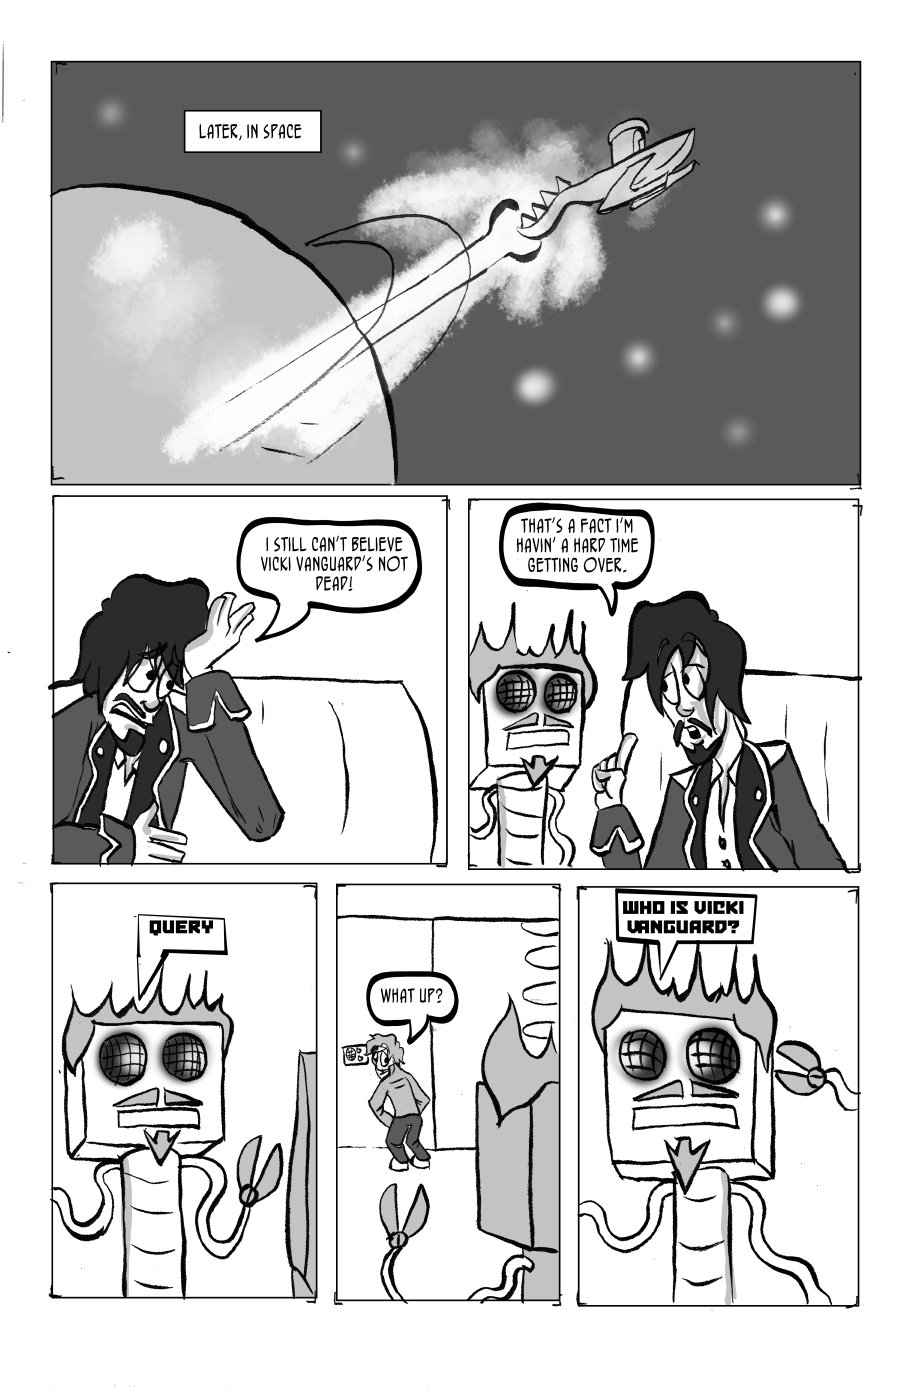 LATER, IN SPACE
I STILL CAN'T BELIEVE
VICKI VANGUARD'S NOT
DEAD!
THAT'S A FACT I'M
HAVIN' A HARD TIME
GETTING OVER.
QUERY
WHAT UP?
WHO IS VICKI
VANGUARD?